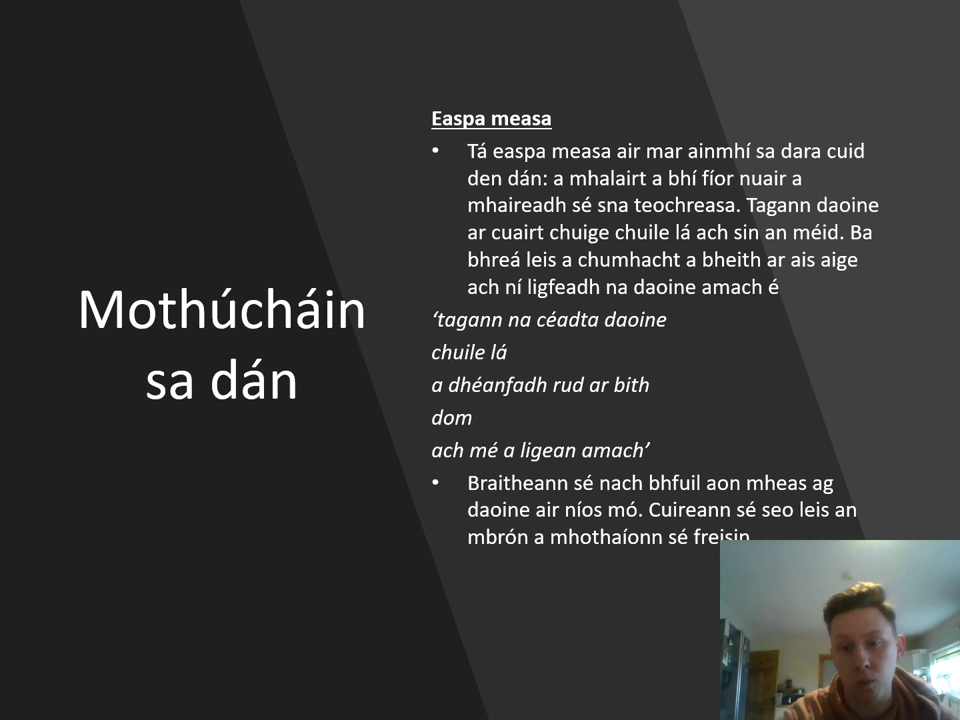 Mothúcháin
sa dán
Easpa measa
• Tá easpa measa air mar ainmhí sa dara cuid
den dán: a mhalairt a bhí fíor nuair a
mhaireadh sé sna teochreasa. Tagann daoine
ar cuairt chuige chuile lá ach sin an méid. Ba
bhreá leis a chumhacht a bheith ar ais aige
ach ní ligfeadh na daoine amach é
‘tagann na céadta daoine
chuile lá
a dhéanfadh rud ar bith
dom
ach mé a ligean amach’
• Braitheann sé nach bhfuil aon mheas ag
daoine air níos mó. Cuireann sé seo leis an
mbrón a mhothaíonn sé freisin